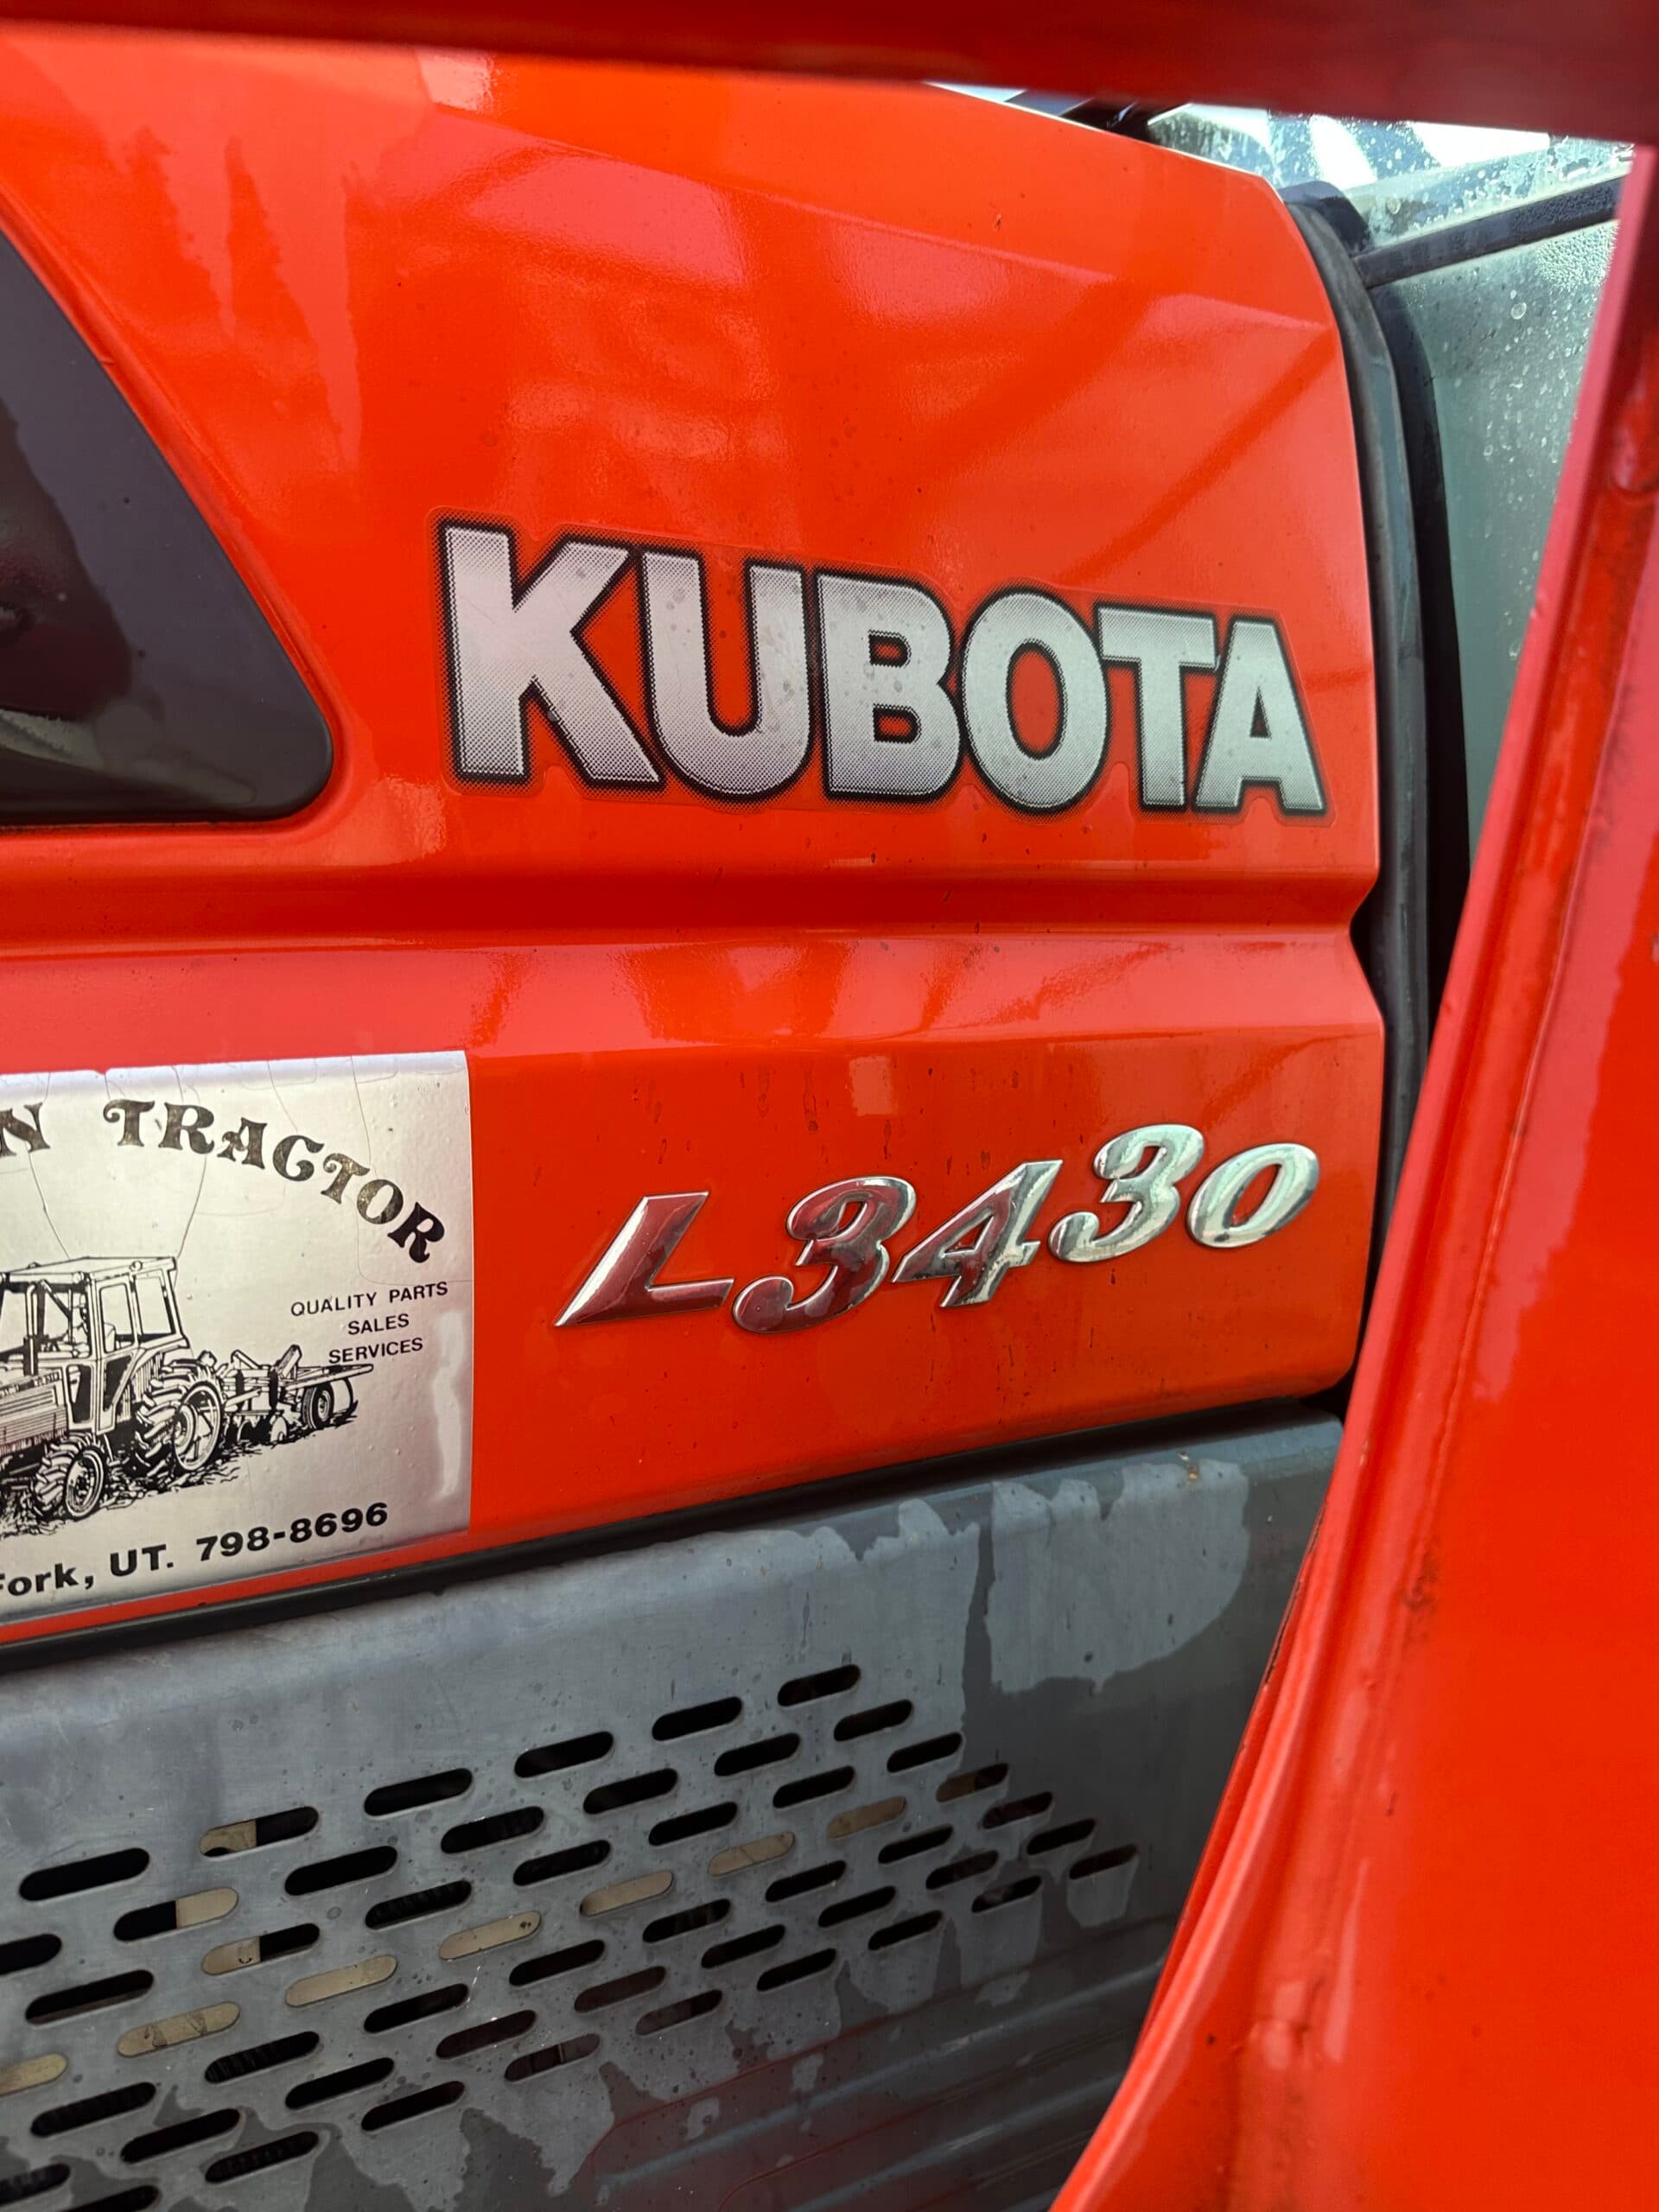 KUBOTA
L3430
TRACTOR
QUALITY PARTS
SALES
SERVICES
Fork, UT. 798-8696